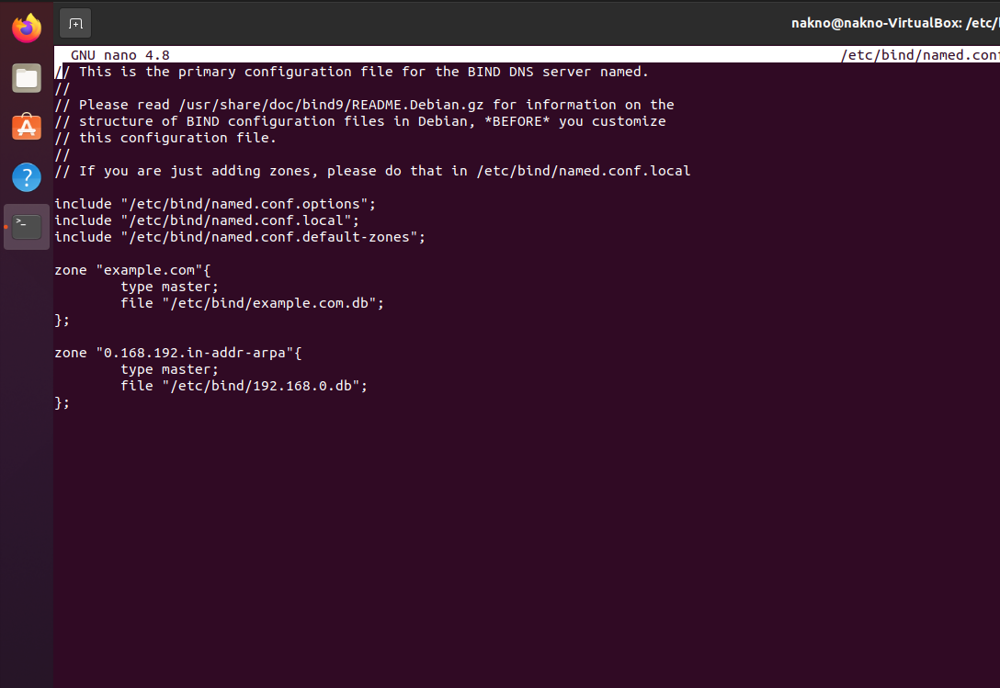 nakno@nakno-VirtualBox: /etc/
GNU nano 4.8 /etc/bind/named.conf
// This is the primary configuration file for the BIND DNS server named.
//
// Please read /usr/share/doc/bind9/README.Debian.gz for information on the
// structure of BIND configuration files in Debian, *BEFORE* you customize
// this configuration file.
//
// If you are just adding zones, please do that in /etc/bind/named.conf.local
include "/etc/bind/named.conf.options";
include "/etc/bind/named.conf.local";
include "/etc/bind/named.conf.default-zones";
zone "example.com"{
type master;
file "/etc/bind/example.com.db";
};
zone "0.168.192.in-addr-arpa"{
type master;
file "/etc/bind/192.168.0.db";
};